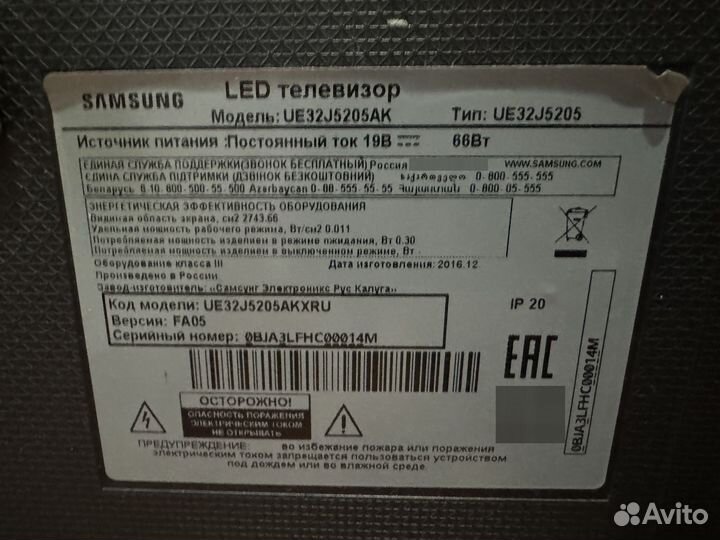 SAMSUNG
LED телевизор
Модель: UE32J5205AK Тип: UE32J5205
Источник питания :Постоянный ток 19В 66Вт
ЕДИНАЯ СЛУЖБА ПОДДЕРЖКИ(ЗВОНОК БЕСПЛАТНЫЙ) Россия WWW.SAMSUNG.COM
ЄДИНА СЛУЖБА ПІДТРИМКИ (ДЗВІНОК БЕЗКОШТОВНИЙ) საქართველო 0-800-555-555
Беларусь 8 10-800-500-55-500 Azerbaycan 0-88-555-55-55 Հայաստան 0-800-05-555
ЭНЕРГЕТИЧЕСКАЯ ЭФФЕКТИВНОСТЬ ОБОРУДОВАНИЯ
Видимая область экрана, см2 2743.66
Удельная мощность рабочего режима, Вт/см2 0.011
Потребляемая мощность изделием в режиме ожидания, Вт 0.30
Потребляемая мощность изделием в выключенном режиме, Вт -
Оборудование класса III Дата изготовления: 2016.12
Произведено в России
Завод-изготовитель: «Самсунг Электроникс Рус Калуга»
Код модели: UE32J5205AKXRU
Версия: FA05
Серийный номер: 0BJA3LFHC00014M
IP 20
EAC
0BJA3LFHC00014M
ОСТОРОЖНО!
ОПАСНОСТЬ ПОРАЖЕНИЯ
ЭЛЕКТРИЧЕСКИМ ТОКОМ
НЕ ОТКРЫВАТЬ
ПРЕДУПРЕЖДЕНИЕ: во избежание пожара или поражения
электрическим током запрещается пользоваться устройством
под дождем или во влажной среде.
Avito